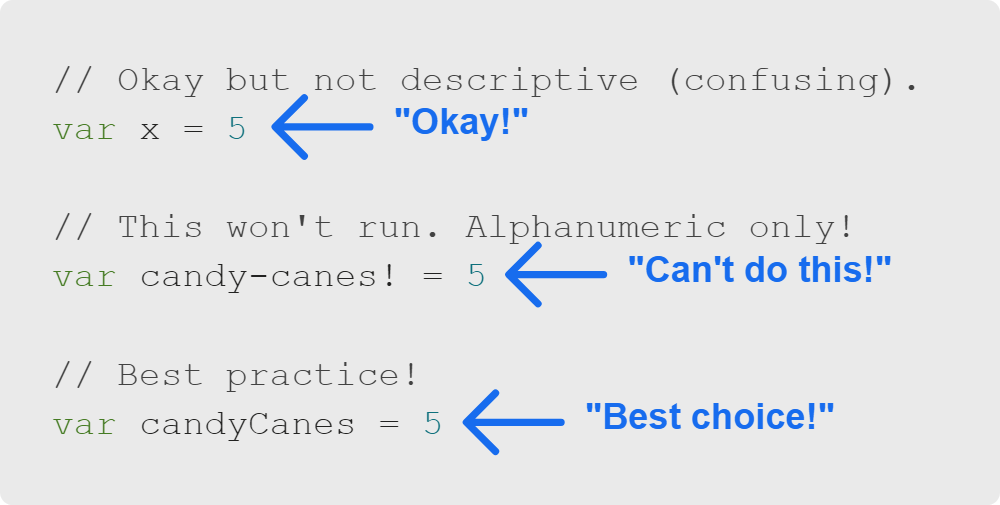 // Okay but not descriptive (confusing).
var x = 5 "Okay!"
// This won't run. Alphanumeric only!
var candy-canes! = 5 "Can't do this!"
// Best practice!
var candyCanes = 5 "Best choice!"